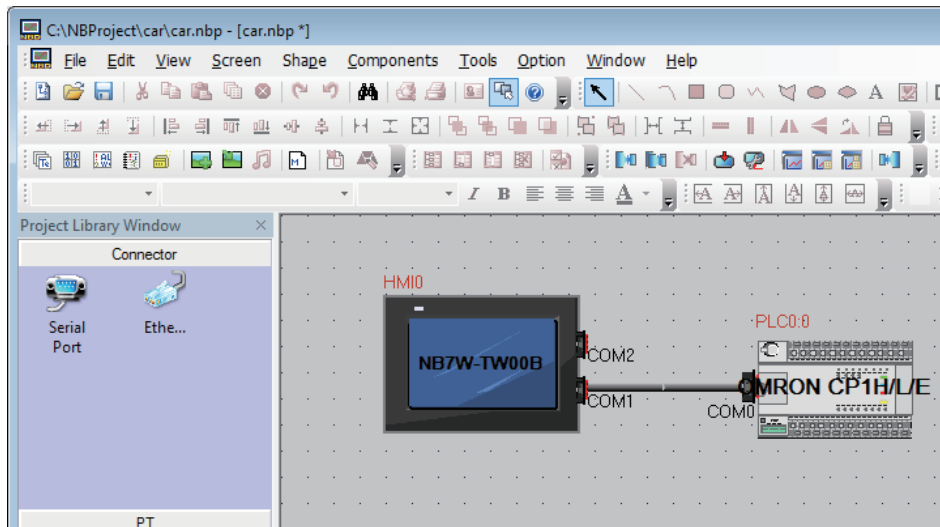 C:\NBProject\car\car.nbp - [car.nbp *]
File Edit View Screen Shape Components Tools Option Window Help
Project Library Window
Connector
Serial Port
Ethe...
PT
HMI0
NB7W-TW00B
COM2
COM1
PLC0:0
COM0
OMRON CP1H/L/E